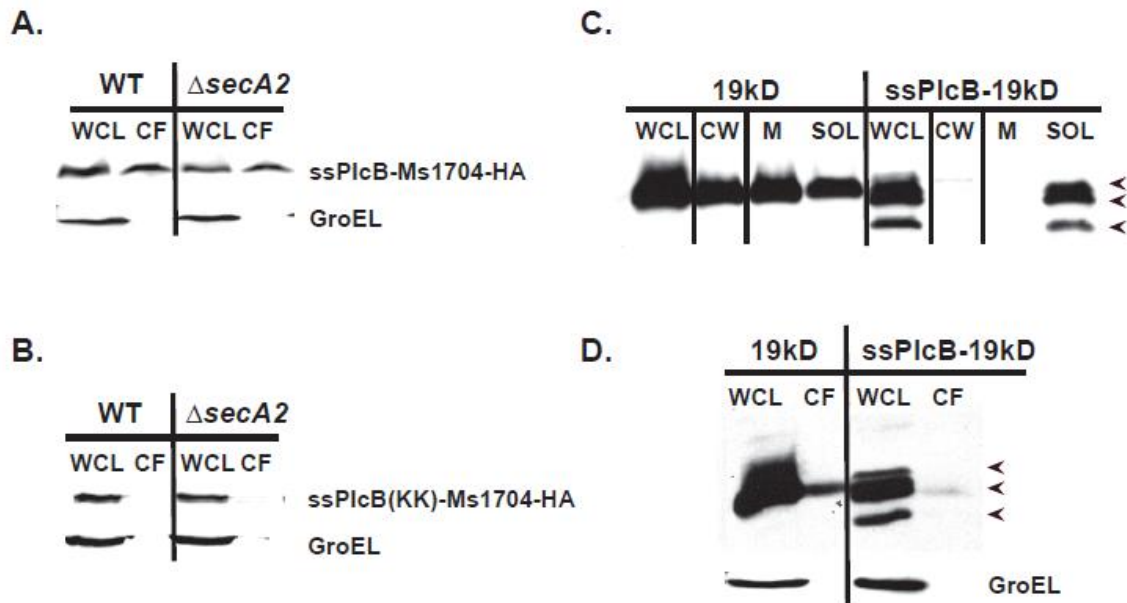 A.
WT ΔsecA2
WCL CF WCL CF
ssPlcB-Ms1704-HA
GroEL
B.
WT ΔsecA2
WCL CF WCL CF
ssPlcB(KK)-Ms1704-HA
GroEL
C.
19kD ssPlcB-19kD
WCL CW M SOL WCL CW M SOL
D.
19kD ssPlcB-19kD
WCL CF WCL CF
GroEL